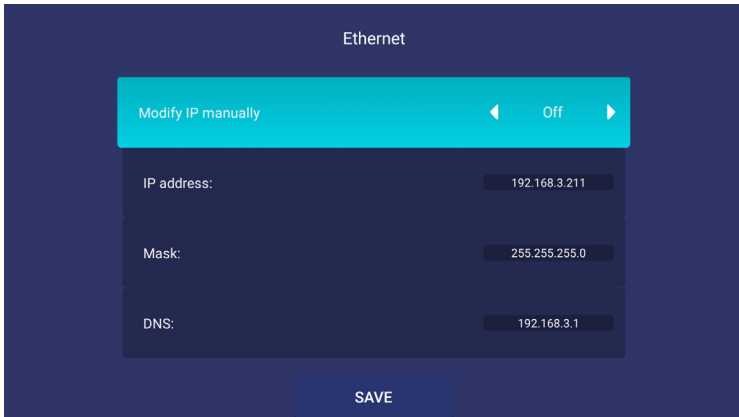 Ethernet
Modify IP manually Off
IP address: 192.168.3.211
Mask: 255.255.255.0
DNS: 192.168.3.1
SAVE